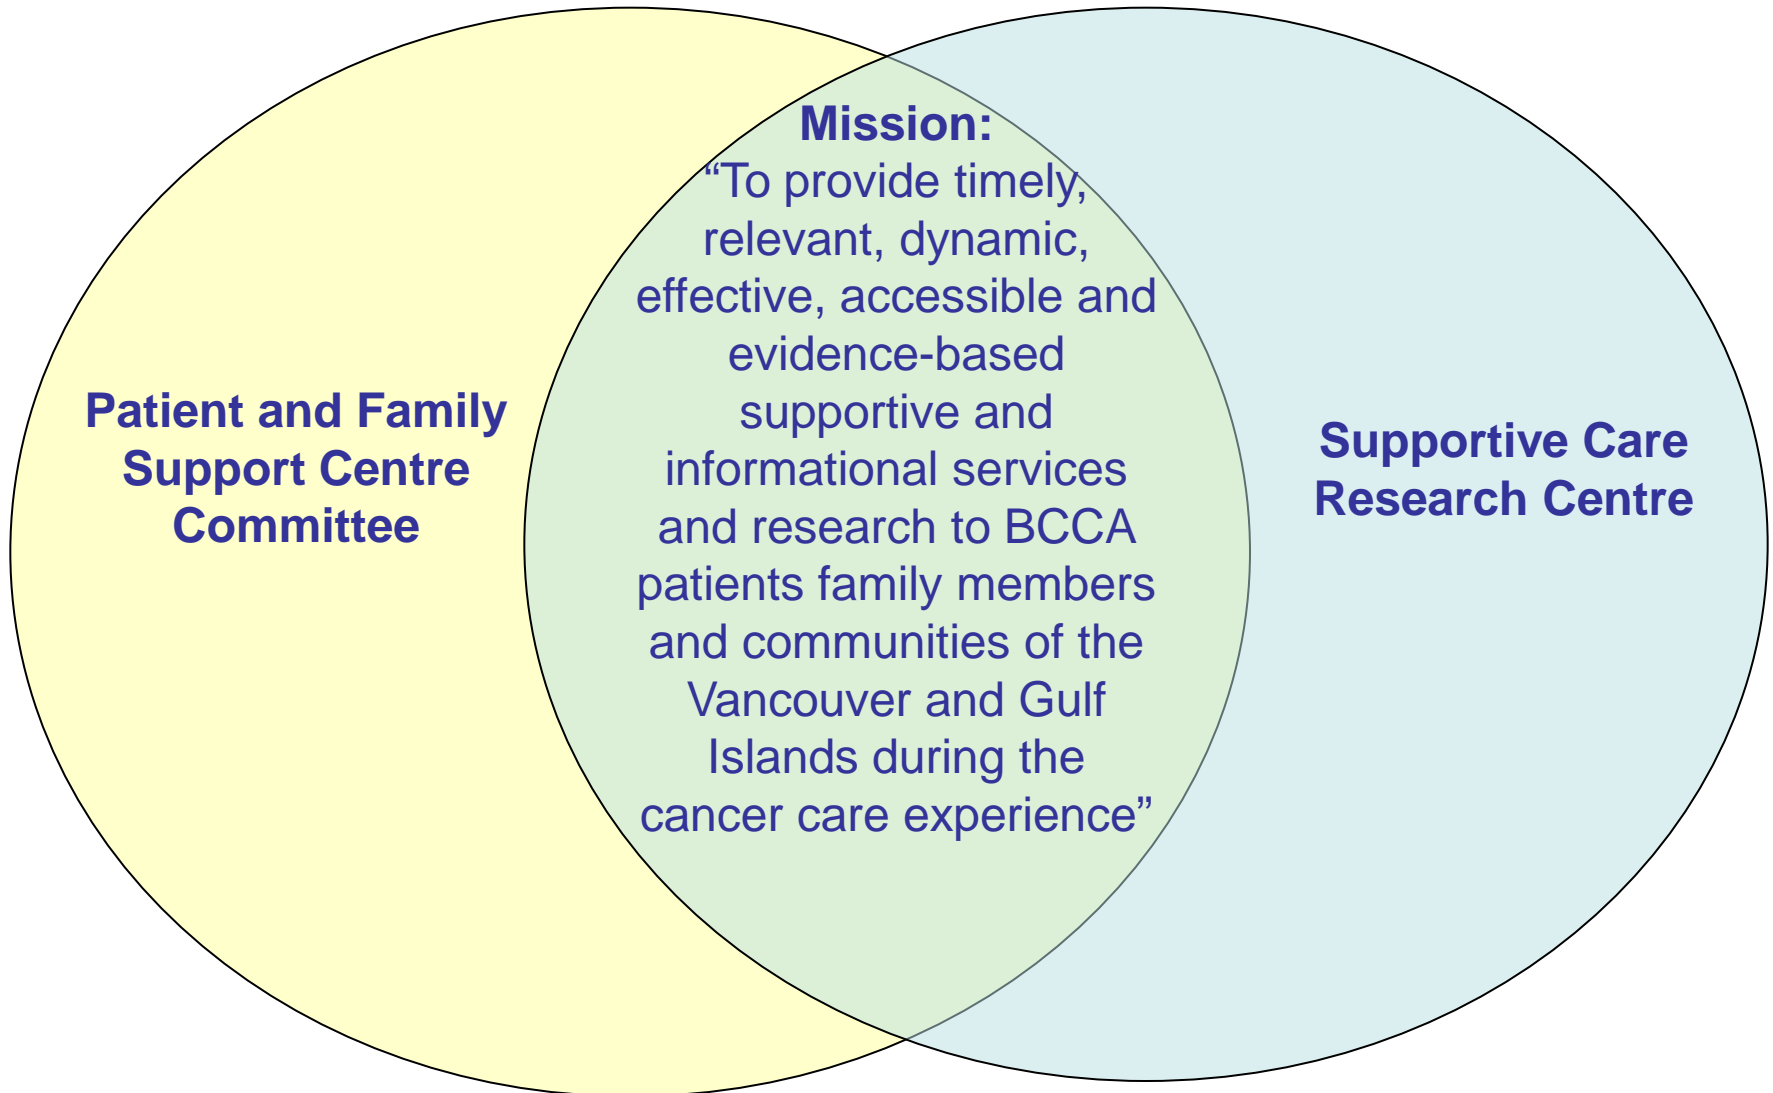 Patient and Family
Support Centre
Committee
Mission:
“To provide timely,
relevant, dynamic,
effective, accessible and
evidence-based
supportive and
informational services
and research to BCCA
patients family members
and communities of the
Vancouver and Gulf
Islands during the
cancer care experience”
Supportive Care
Research Centre